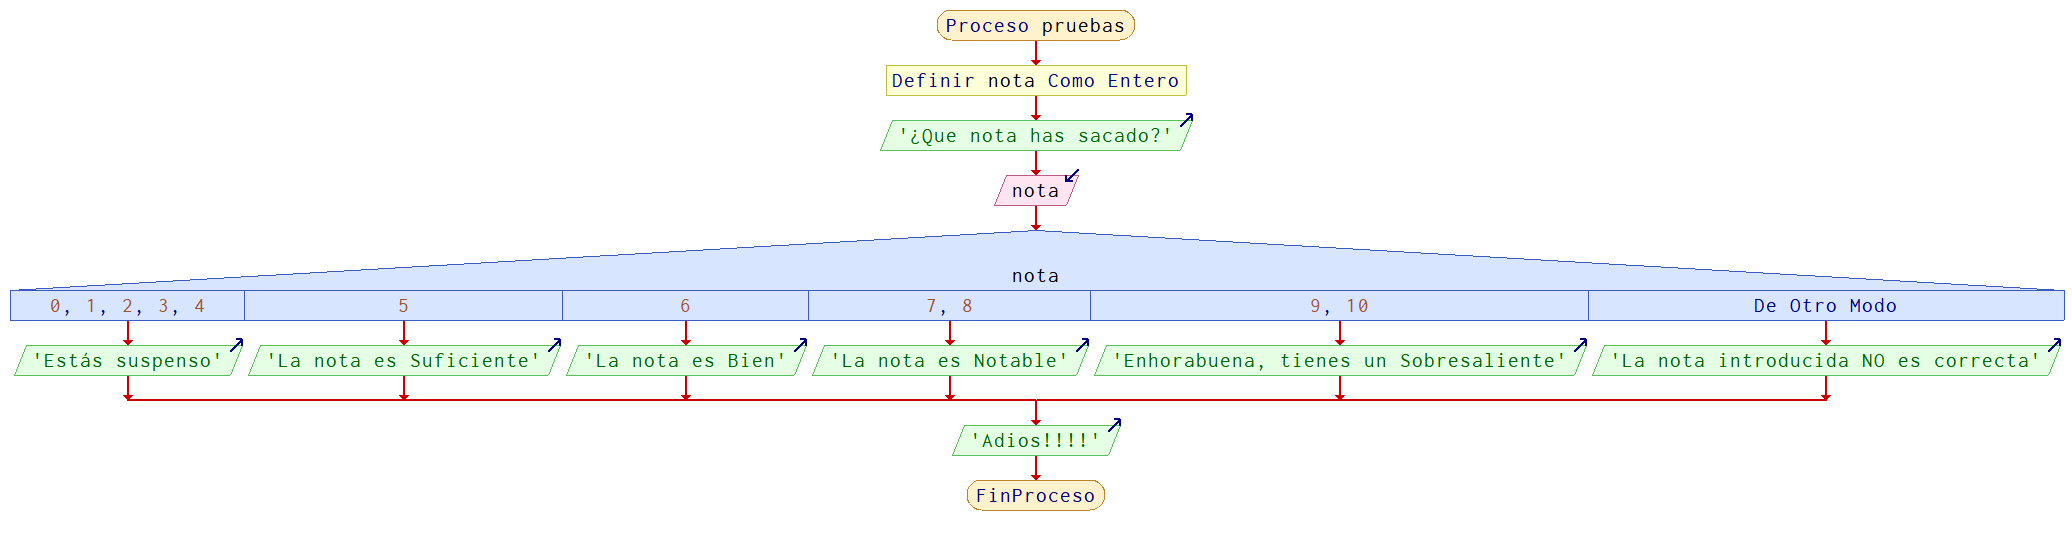 Proceso pruebas
Definir nota Como Entero
'¿Que nota has sacado?'
nota
nota
0, 1, 2, 3, 4 5 6 7, 8 9, 10 De Otro Modo
'Estás suspenso' 'La nota es Suficiente' 'La nota es Bien' 'La nota es Notable' 'Enhorabuena, tienes un Sobresaliente' 'La nota introducida NO es correcta'
'Adios!!!!'
FinProceso